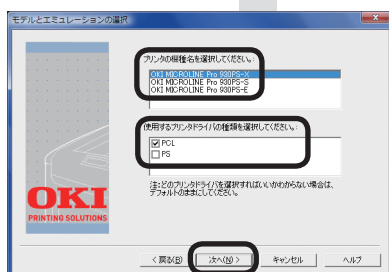 モデルとエミュレーションの選択
プリンタの機種名を選択してください。:
OKI MICROLINE Pro 930PS-X
OKI MICROLINE Pro 930PS-S
OKI MICROLINE Pro 930PS-E
使用するプリンタドライバの種類を選択してください。:
PCL
PS
注:どのプリンタドライバを選択すればいいかわからない場合は、
デフォルトのままにしてください。
OKI
PRINTING SOLUTIONS
< 戻る(B)
次へ(N) >
キャンセル
ヘルプ